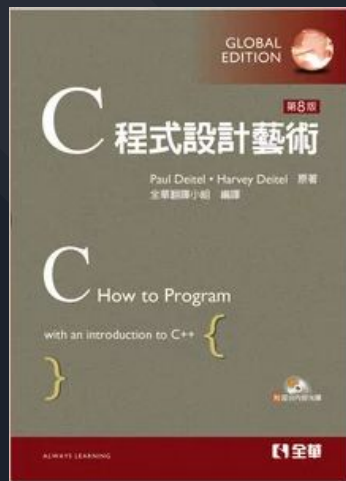 GLOBAL
EDITION
第8版
C 程式設計藝術
Paul Deitel・Harvey Deitel 原著
全華翻譯小組 編譯
C How to Program
with an introduction to C++ {
}
ALWAYS LEARNING
全華